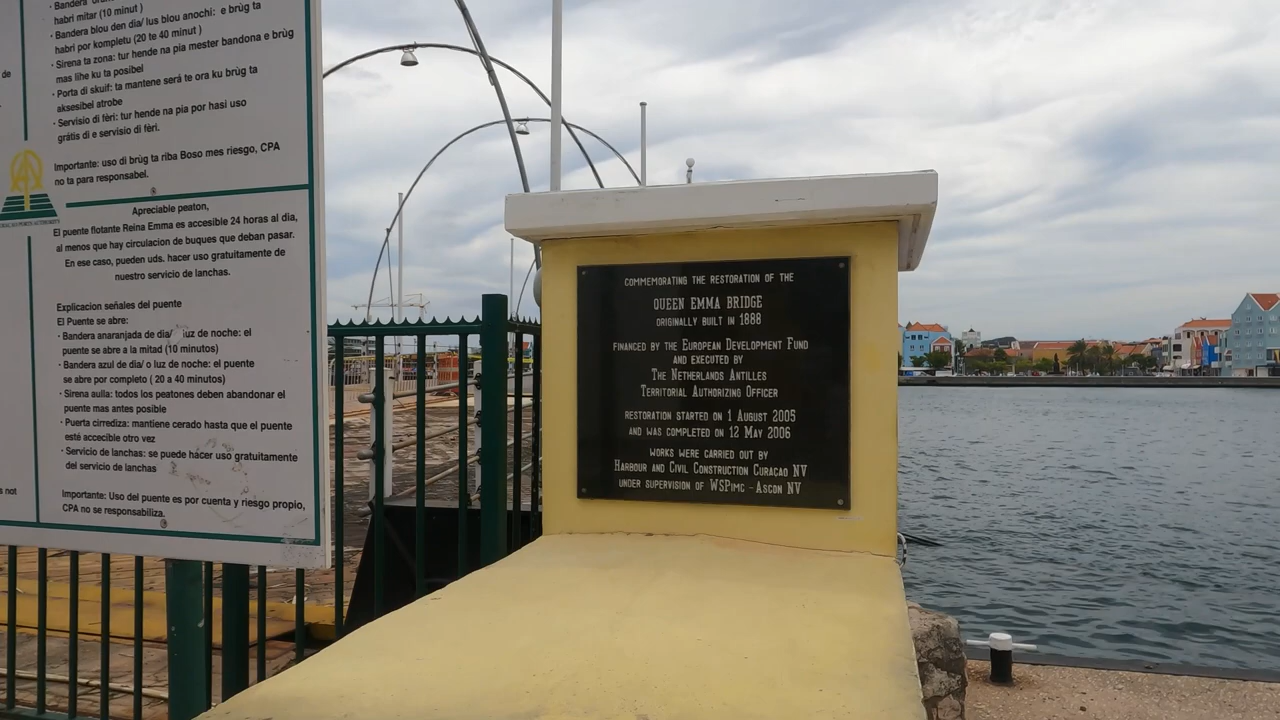 · Bandera
habri mitar (10 minut )
· Bandera blou den dia/ lus blou anochi: e brùg ta
habri por kompletu (20 te 40 minut )
· Sirena ta zona: tur hende na pia mester bandona e brùg
mas lihe ku ta posibel
· Porta di skuif: ta mantene será te ora ku brùg ta
aksesibel atrobe
· Servisio di fèri: tur hende na pia por hasi uso
grátis di e servisio di fèri.
Importante: uso di brùg ta riba Boso mes riesgo, CPA
no ta para responsabel.
de
Apreciable peaton,
El puente flotante Reina Emma es accesible 24 horas al dia,
al menos que hay circulacion de buques que deban pasar.
En ese caso, pueden uds. hacer uso gratuitamente de
nuestro servicio de lanchas.
Explicacion señales del puente
El Puente se abre:
· Bandera anaranjada de dia/ luz de noche: el
puente se abre a la mitad (10 minutos)
· Bandera azul de dia/ o luz de noche: el puente
se abre por completo ( 20 a 40 minutos)
· Sirena aulla: todos los peatones deben abandonar el
puente mas antes posible
· Puerta cirrediza: mantiene cerado hasta que el puente
esté accecible otro vez
· Servicio de lanchas: se puede hacer uso gratuitamente
del servicio de lanchas
Importante: Uso del puente es por cuenta y riesgo propio,
CPA no se responsabiliza.
s not
COMMEMORATING THE RESTORATION OF THE
QUEEN EMMA BRIDGE
ORIGINALLY BUILT IN 1888
FINANCED BY THE EUROPEAN DEVELOPMENT FUND
AND EXECUTED BY
THE NETHERLANDS ANTILLES
TERRITORIAL AUTHORIZING OFFICER
RESTORATION STARTED ON 1 AUGUST 2005
AND WAS COMPLETED ON 12 MAY 2006
WORKS WERE CARRIED OUT BY
HARBOUR AND CIVIL CONSTRUCTION CURAÇAO NV
UNDER SUPERVISION OF WSPIMC - ASCON NV